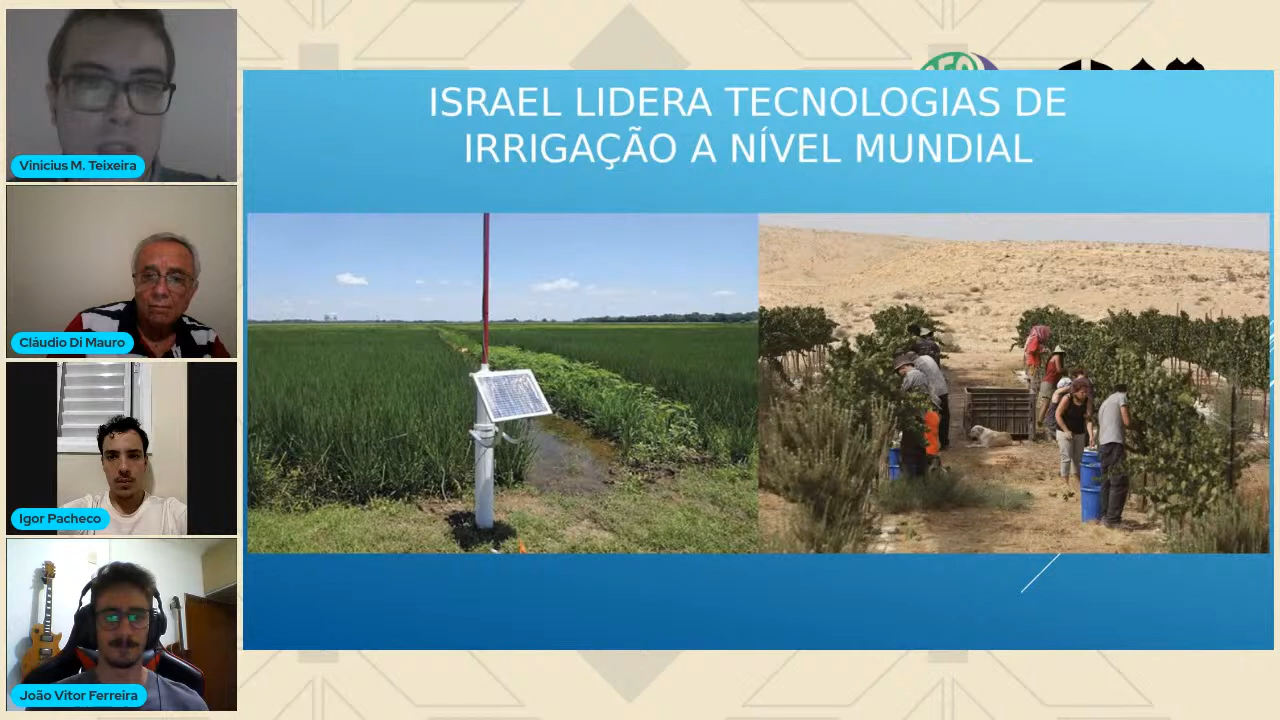 Vinicius M. Teixeira
ISRAEL LIDERA TECNOLOGIAS DE
IRRIGAÇÃO A NÍVEL MUNDIAL
Cláudio Di Mauro
Igor Pacheco
João Vitor Ferreira